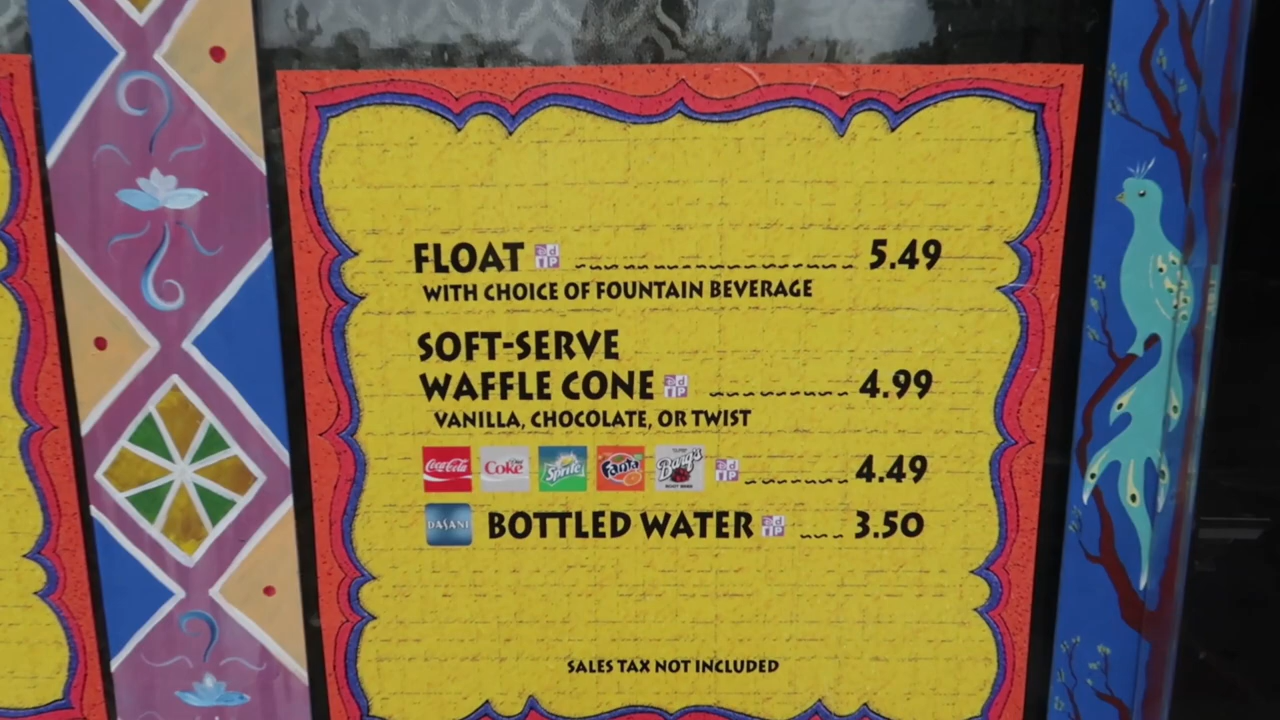 FLOAT 5.49
WITH CHOICE OF FOUNTAIN BEVERAGE
SOFT-SERVE
WAFFLE CONE 4.99
VANILLA, CHOCOLATE, OR TWIST
Coca-Cola Coke Sprite Fanta Barq's 4.49
DASANI BOTTLED WATER 3.50
SALES TAX NOT INCLUDED